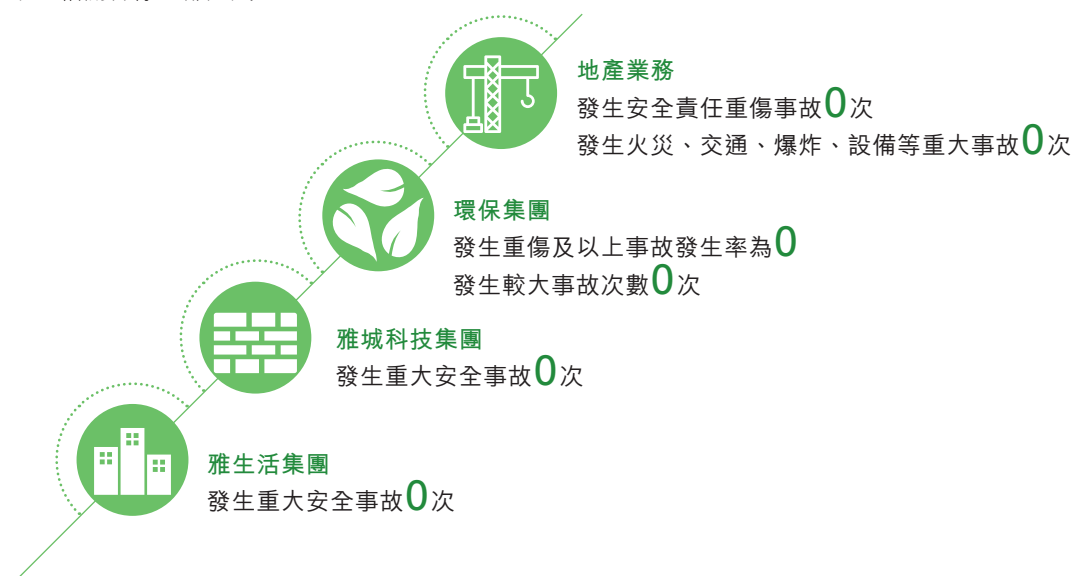 地產業務
發生安全責任重傷事故0次
發生火災、交通、爆炸、設備等重大事故0次
環保集團
發生重傷及以上事故發生率為0
發生較大事故次數0次
雅城科技集團
發生重大安全事故0次
雅生活集團
發生重大安全事故0次